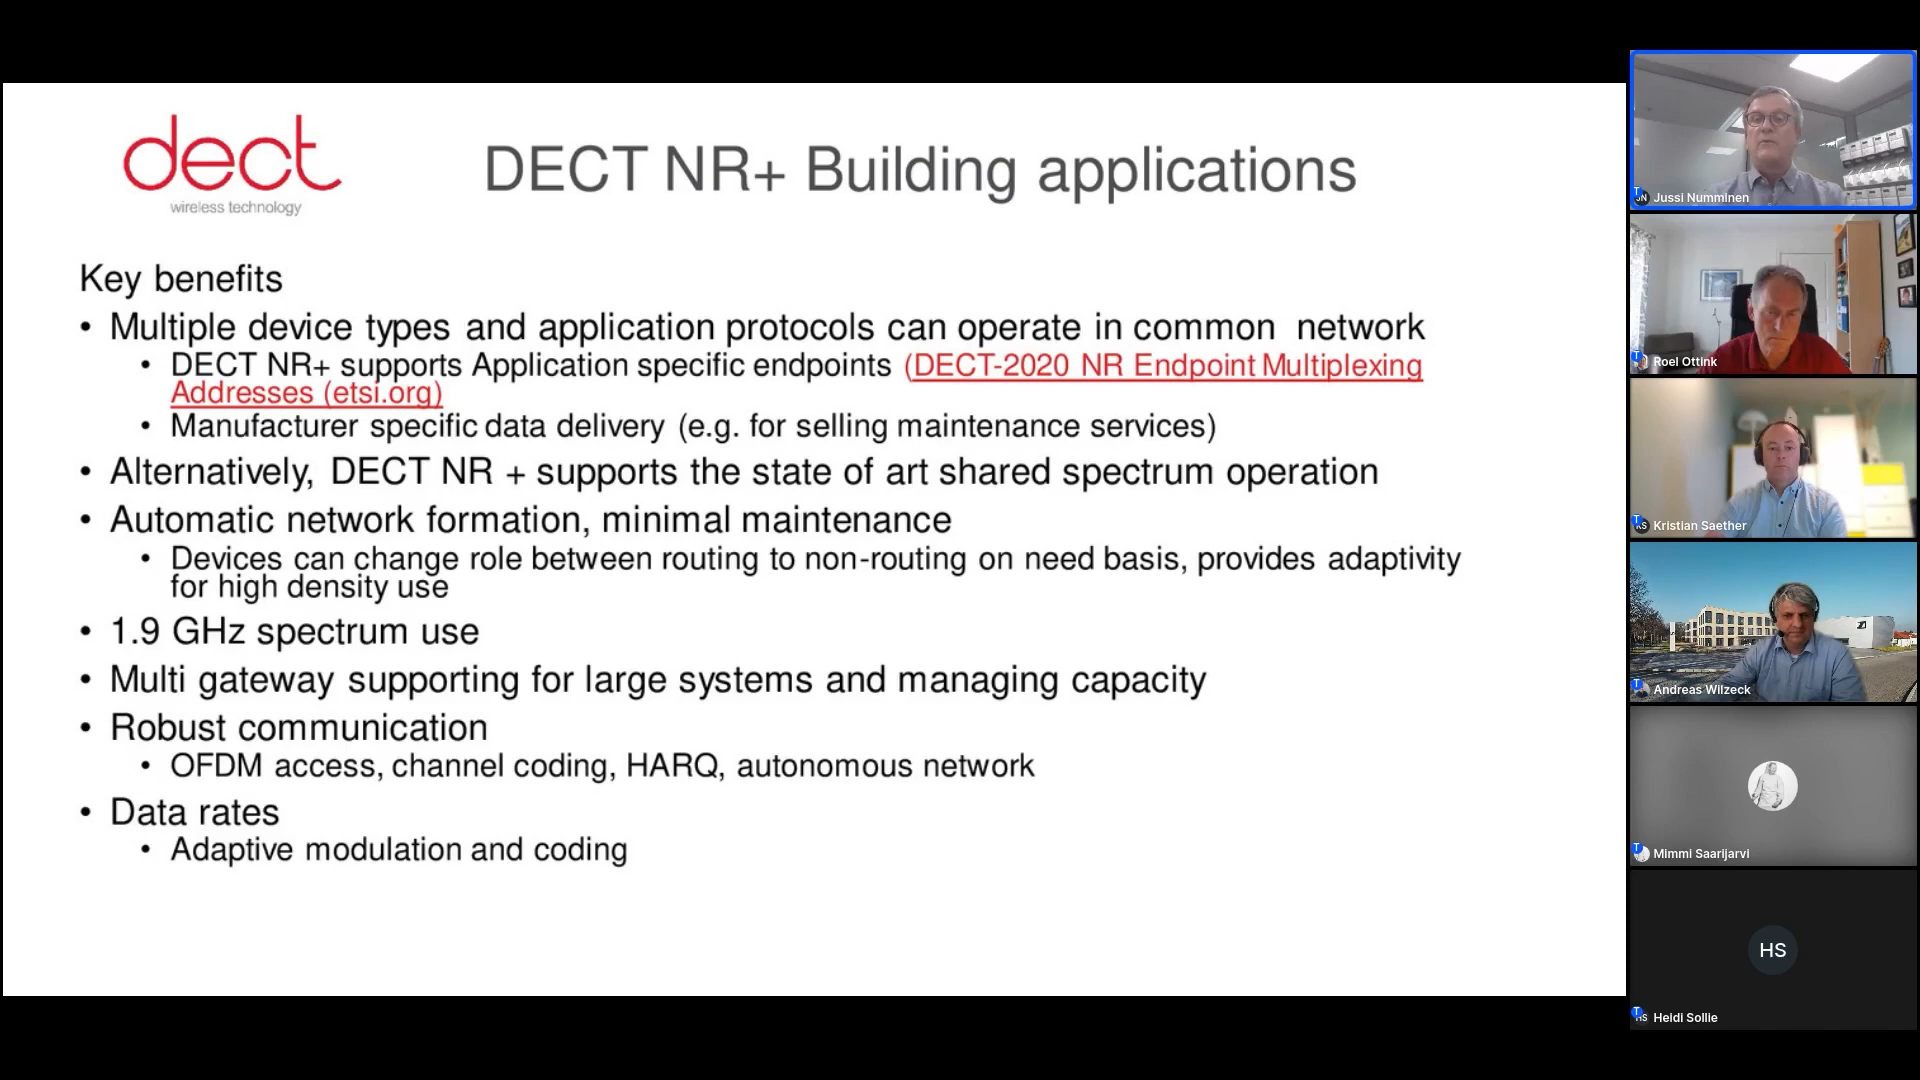 dect
wireless technology
DECT NR+ Building applications
Key benefits
• Multiple device types and application protocols can operate in common network
• DECT NR+ supports Application specific endpoints (DECT-2020 NR Endpoint Multiplexing
Addresses (etsi.org)
• Manufacturer specific data delivery (e.g. for selling maintenance services)
• Alternatively, DECT NR + supports the state of art shared spectrum operation
• Automatic network formation, minimal maintenance
• Devices can change role between routing to non-routing on need basis, provides adaptivity
for high density use
• 1.9 GHz spectrum use
• Multi gateway supporting for large systems and managing capacity
• Robust communication
• OFDM access, channel coding, HARQ, autonomous network
• Data rates
• Adaptive modulation and coding
Jussi Numminen
Roel Ottink
Kristian Saether
Andreas Wilzeck
Mimmi Saarijarvi
HS
Heidi Sollie